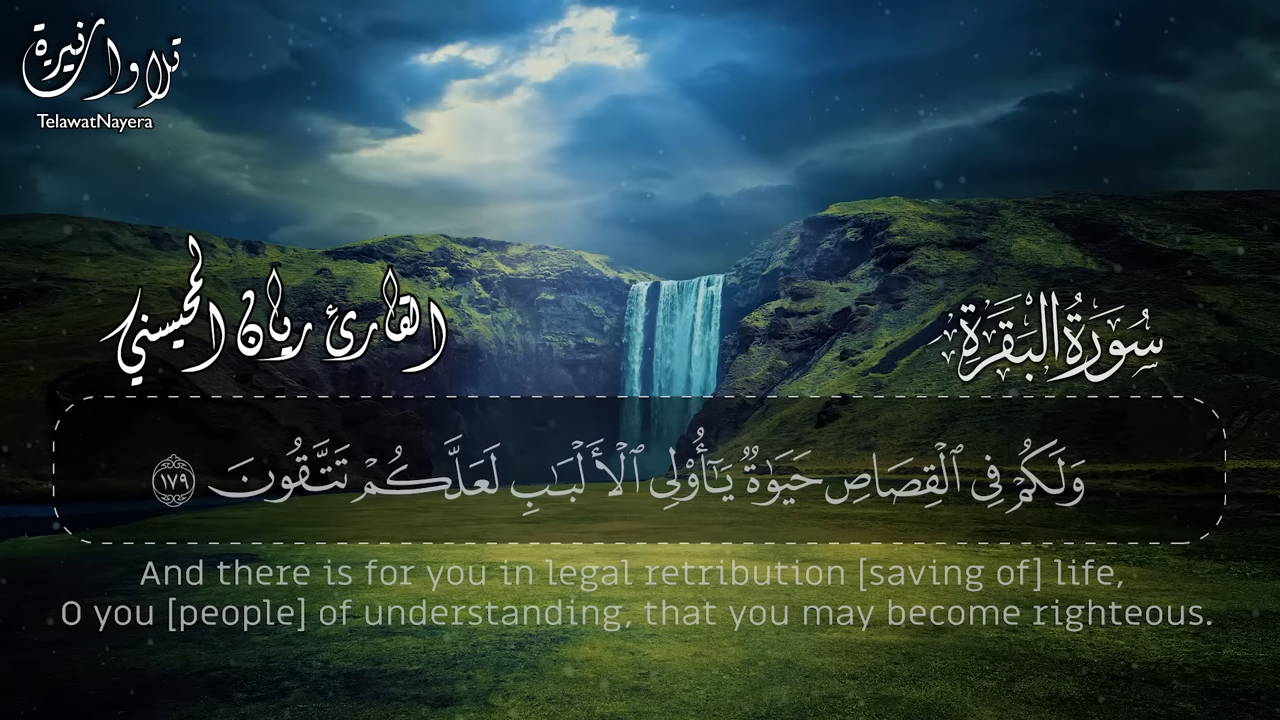 تلاوات نيرة
TelawatNayera
سُورَةُ البَقَرَةِ
القارئ ريان المحيسني
وَلَكُمْ فِى ٱلْقِصَاصِ حَيَوٰةٌ يَـٰٓأُو۟لِى ٱلْأَلْبَـٰبِ لَعَلَّكُمْ تَتَّقُونَ ١٧٩
And there is for you in legal retribution [saving of] life,
O you [people] of understanding, that you may become righteous.